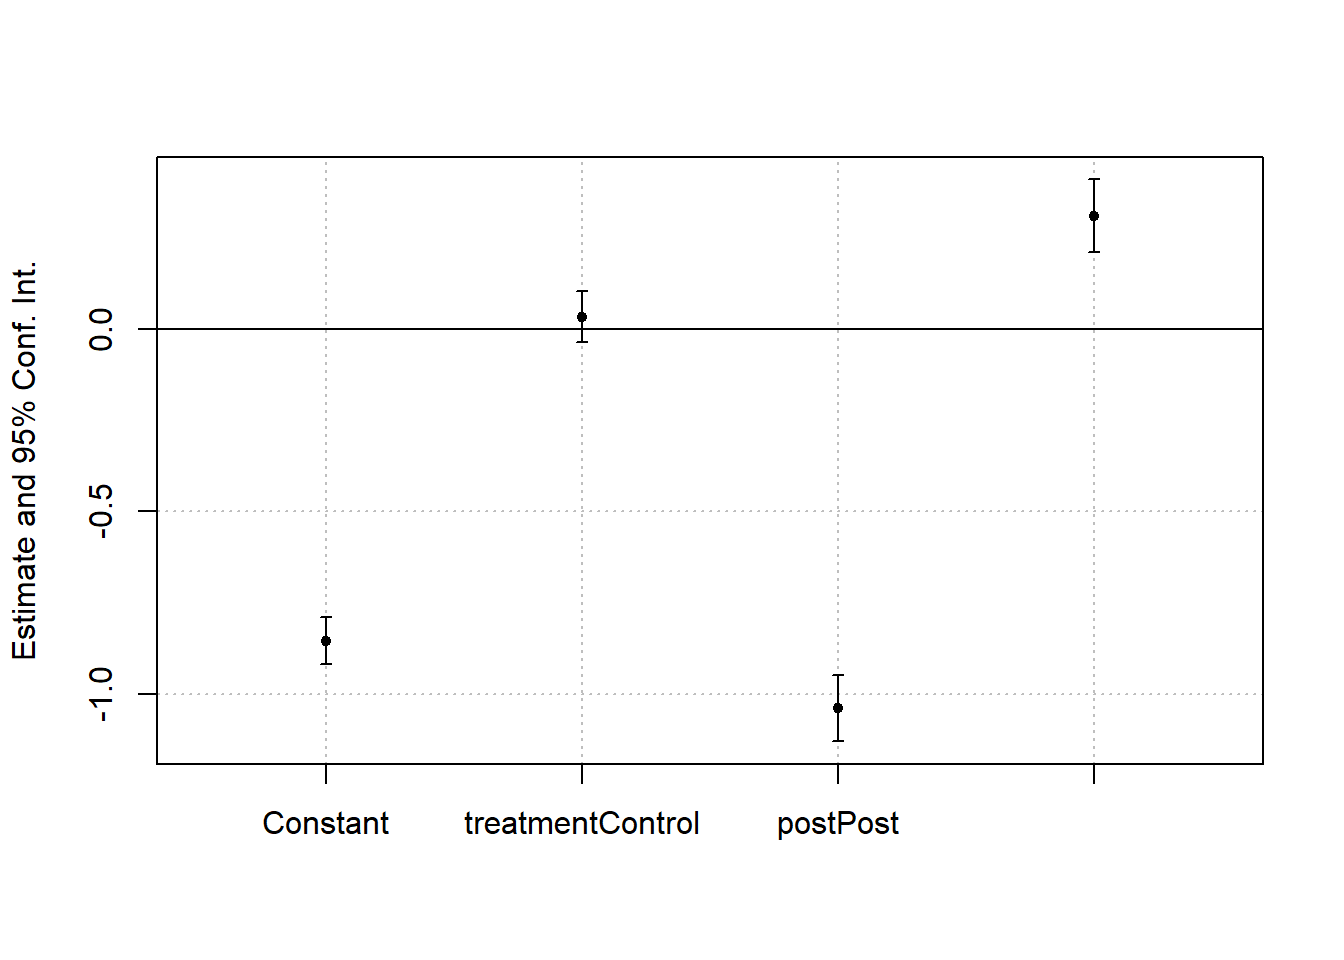 Estimate and 95% Conf. Int.
0.0
-0.5
-1.0
Constant
treatmentControl
postPost